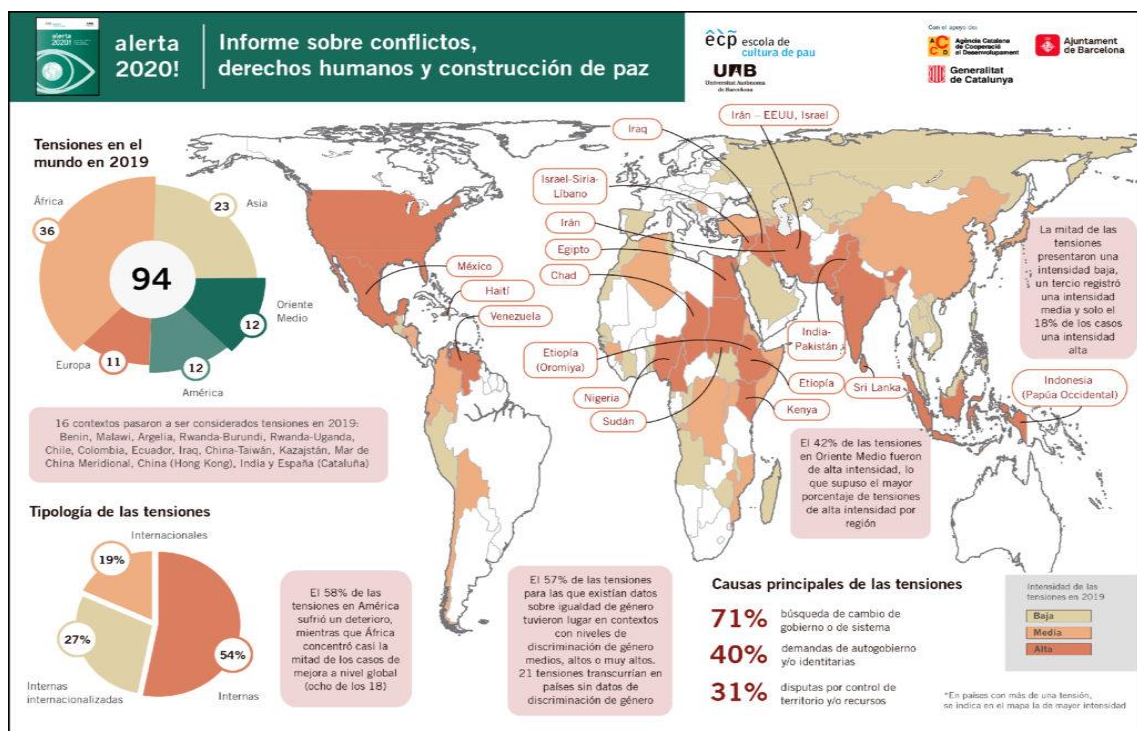 alerta
2020!
Informe sobre conflictos,
derechos humanos y construcción de paz
alerta
2020!
ecp escola de
cultura de pau
UAB
Universitat Autònoma
de Barcelona
Con el apoyo de:
Agència Catalana
de Cooperació
al Desenvolupament
Ajuntament
de Barcelona
Generalitat
de Catalunya
Tensiones en el
mundo en 2019
África
36
23
Asia
94
Oriente
Medio
12
Europa
11
12
América
16 contextos pasaron a ser considerados tensiones en 2019:
Benin, Malawi, Argelia, Rwanda-Burundi, Rwanda-Uganda,
Chile, Colombia, Ecuador, Iraq, China-Taiwán, Kazajstán, Mar de
China Meridional, China (Hong Kong), India y España (Cataluña)
Iraq
Irán – EEUU, Israel
Israel-Siria-
Líbano
Irán
Egipto
Chad
México
Haití
Venezuela
Etiopía
(Oromiya)
Nigeria
Sudán
India-
Pakistán
Etiopía
Kenya
Sri Lanka
Indonesia
(Papúa Occidental)
La mitad de las
tensiones
presentaron una
intensidad baja,
un tercio registró
una intensidad
media y solo el
18% de los casos
una intensidad
alta
El 42% de las tensiones
en Oriente Medio fueron
de alta intensidad, lo
que supuso el mayor
porcentaje de tensiones
de alta intensidad por
región
Tipología de las tensiones
Internacionales
19%
27%
54%
Internas
internacionalizadas
Internas
El 58% de las
tensiones en América
sufrió un deterioro,
mientras que África
concentró casi la
mitad de los casos de
mejora a nivel global
(ocho de los 18)
El 57% de las tensiones
para las que existían datos
sobre igualdad de género
tuvieron lugar en contextos
con niveles de
discriminación de género
medios, altos o muy altos.
21 tensiones transcurrían en
países sin datos de
discriminación de género
Causas principales de las tensiones
71% búsqueda de cambio de
gobierno o de sistema
40% demandas de autogobierno
y/o identitarias
31% disputas por control de
territorio y/o recursos
Intensidad de las
tensiones en 2019
Baja
Media
Alta
*En países con más de una tensión,
se indica en el mapa la de mayor intensidad